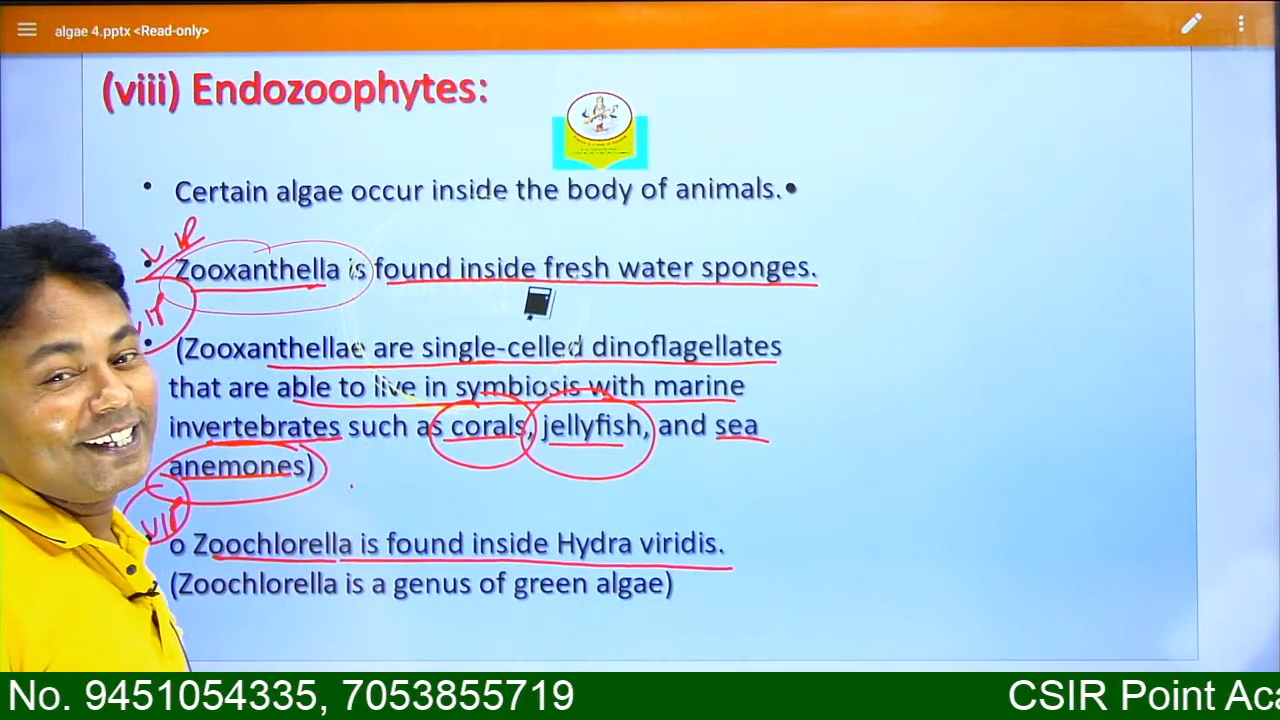 algae 4.pptx <Read-only>
(viii) Endozoophytes:
• Certain algae occur inside the body of animals.•
VIP
• Zooxanthella is found inside fresh water sponges.
• (Zooxanthellae are single-celled dinoflagellates
that are able to live in symbiosis with marine
invertebrates such as corals, jellyfish, and sea
anemones)
• o Zoochlorella is found inside Hydra viridis.
(Zoochlorella is a genus of green algae)
No. 9451054335, 7053855719
CSIR Point Aca